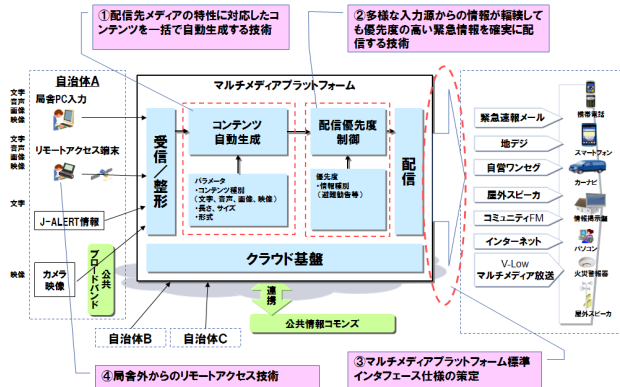 ①配信先メディアの特性に対応したコ
ンテンツを一括で自動生成する技術
②多様な入力源からの情報が輻輳して
も優先度の高い緊急情報を確実に配
信する技術
自治体A
文字
音声
画像
映像
局舎PC入力
文字
音声
画像
映像
リモートアクセス端末
文字
J-ALERT情報
映像
カメラ
映像
公共
ブロードバンド
マルチメディアプラットフォーム
受信／整形
コンテンツ
自動生成
パラメータ
・コンテンツ種別
(文字、音声、画像、映像)
・長さ、サイズ
・形式
配信優先度
制御
優先度
・情報種別
(避難勧告等)
配信
クラウド基盤
連携
公共情報コモンズ
自治体B
自治体C
緊急速報メール
地デジ
自営ワンセグ
屋外スピーカ
コミュニティFM
インターネット
V-Low
マルチメディア放送
携帯電話
スマートフォン
カーナビ
情報掲示盤
パソコン
火災警報器
屋外スピーカ
④局舎外からのリモートアクセス技術
③マルチメディアプラットフォーム標準
インタフェース仕様の策定